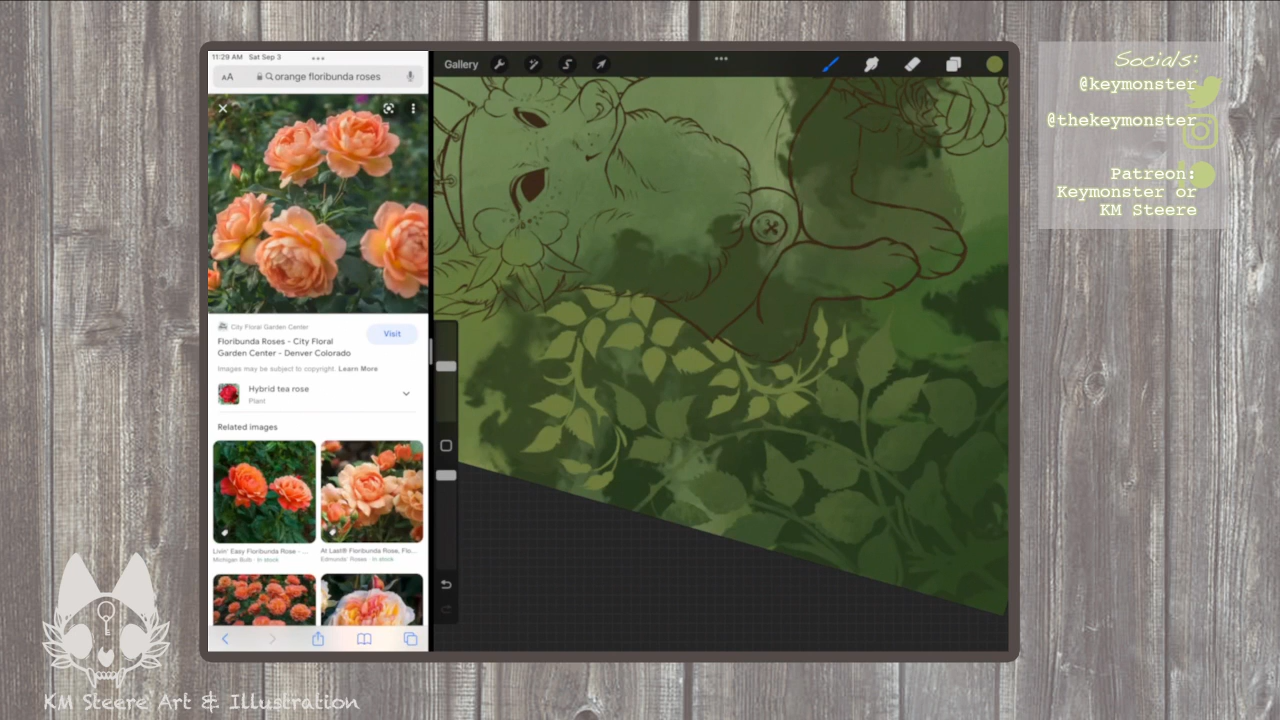 11:29 AM Sat Sep 3
AA
orange floribunda roses
City Floral Garden Center
Floribunda Roses - City Floral
Garden Center - Denver Colorado
Visit
Images may be subject to copyright. Learn More
Hybrid tea rose
Plant
Related images
Livin' Easy Floribunda Rose - ...
Michigan Bulb · In stock
At Last® Floribunda Rose, Flo...
Edmunds' Roses · In stock
Gallery
Socials:
@keymonster
@thekeymonster
Patreon:
Keymonster or
KM Steere
KM Steere Art & Illustration